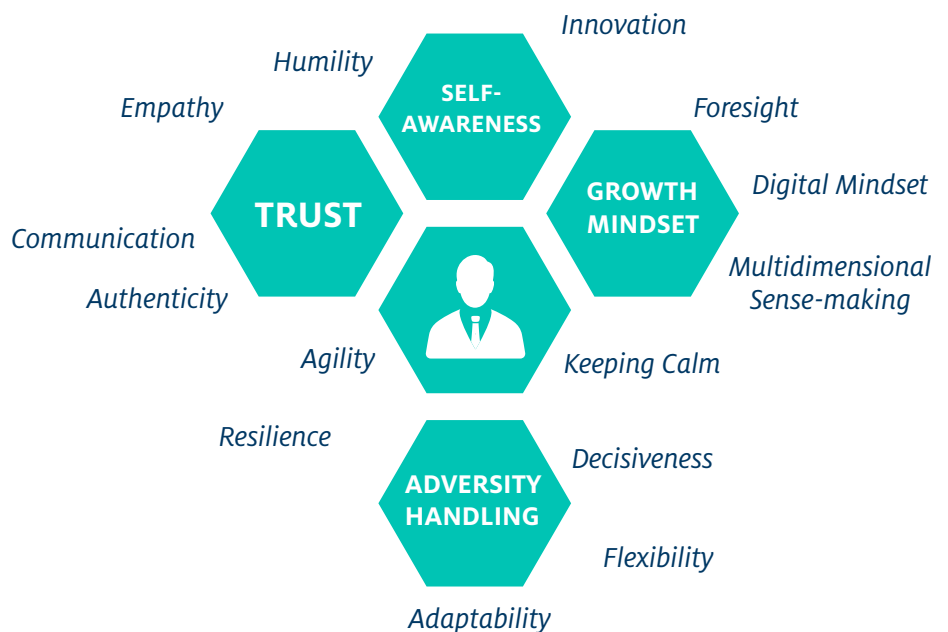 Innovation
Humility
SELF-
AWARENESS
Empathy
Foresight
TRUST
GROWTH
MINDSET
Digital Mindset
Communication
Authenticity
Multidimensional
Sense-making
Agility
Keeping Calm
Resilience
Decisiveness
ADVERSITY
HANDLING
Flexibility
Adaptability